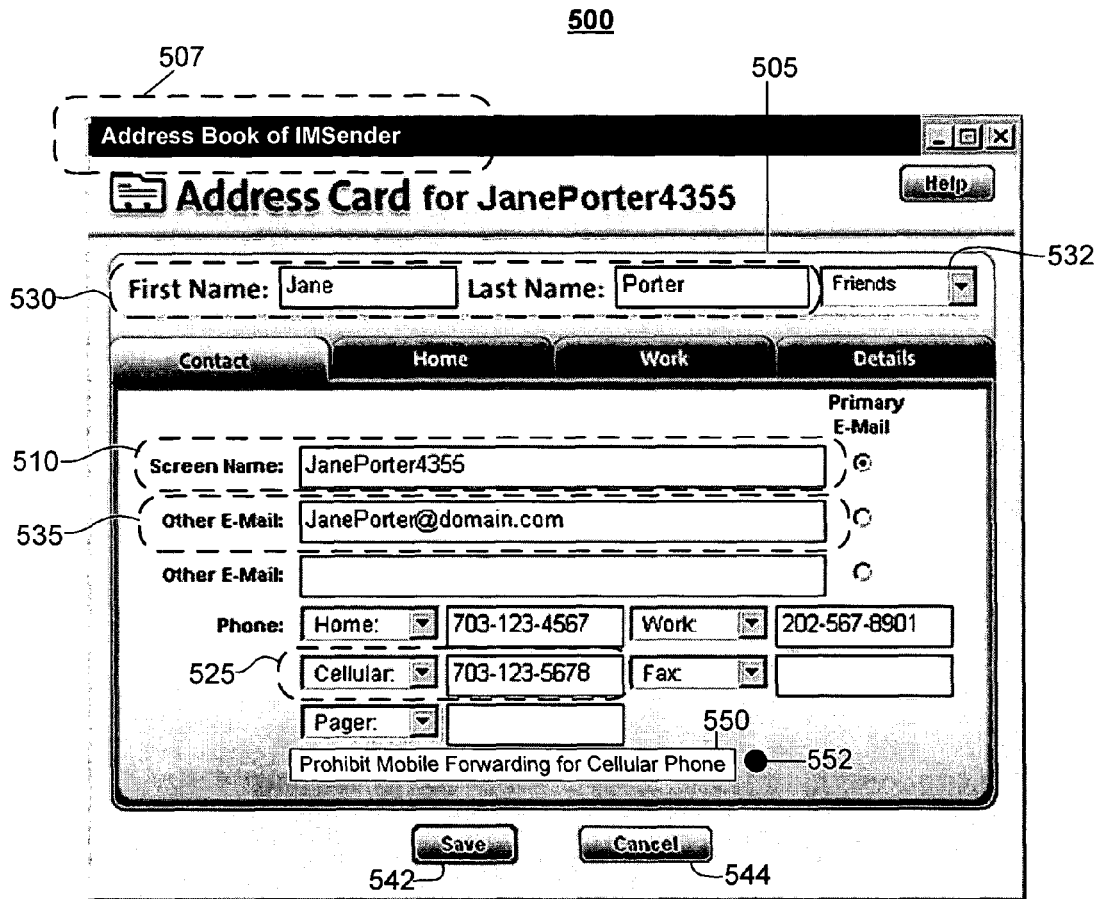 500
507
505
Address Book of IMSender
Address Card for JanePorter4355
Help
532
530
First Name: Jane Last Name: Porter Friends
Contact Home Work Details
Primary
E-Mail
510
Screen Name: JanePorter4355
535
Other E-Mail: JanePorter@domain.com
Other E-Mail:
Phone: Home: 703-123-4567 Work: 202-567-8901
525
Cellular: 703-123-5678 Fax:
Pager:
550
Prohibit Mobile Forwarding for Cellular Phone
552
Save Cancel
542
544